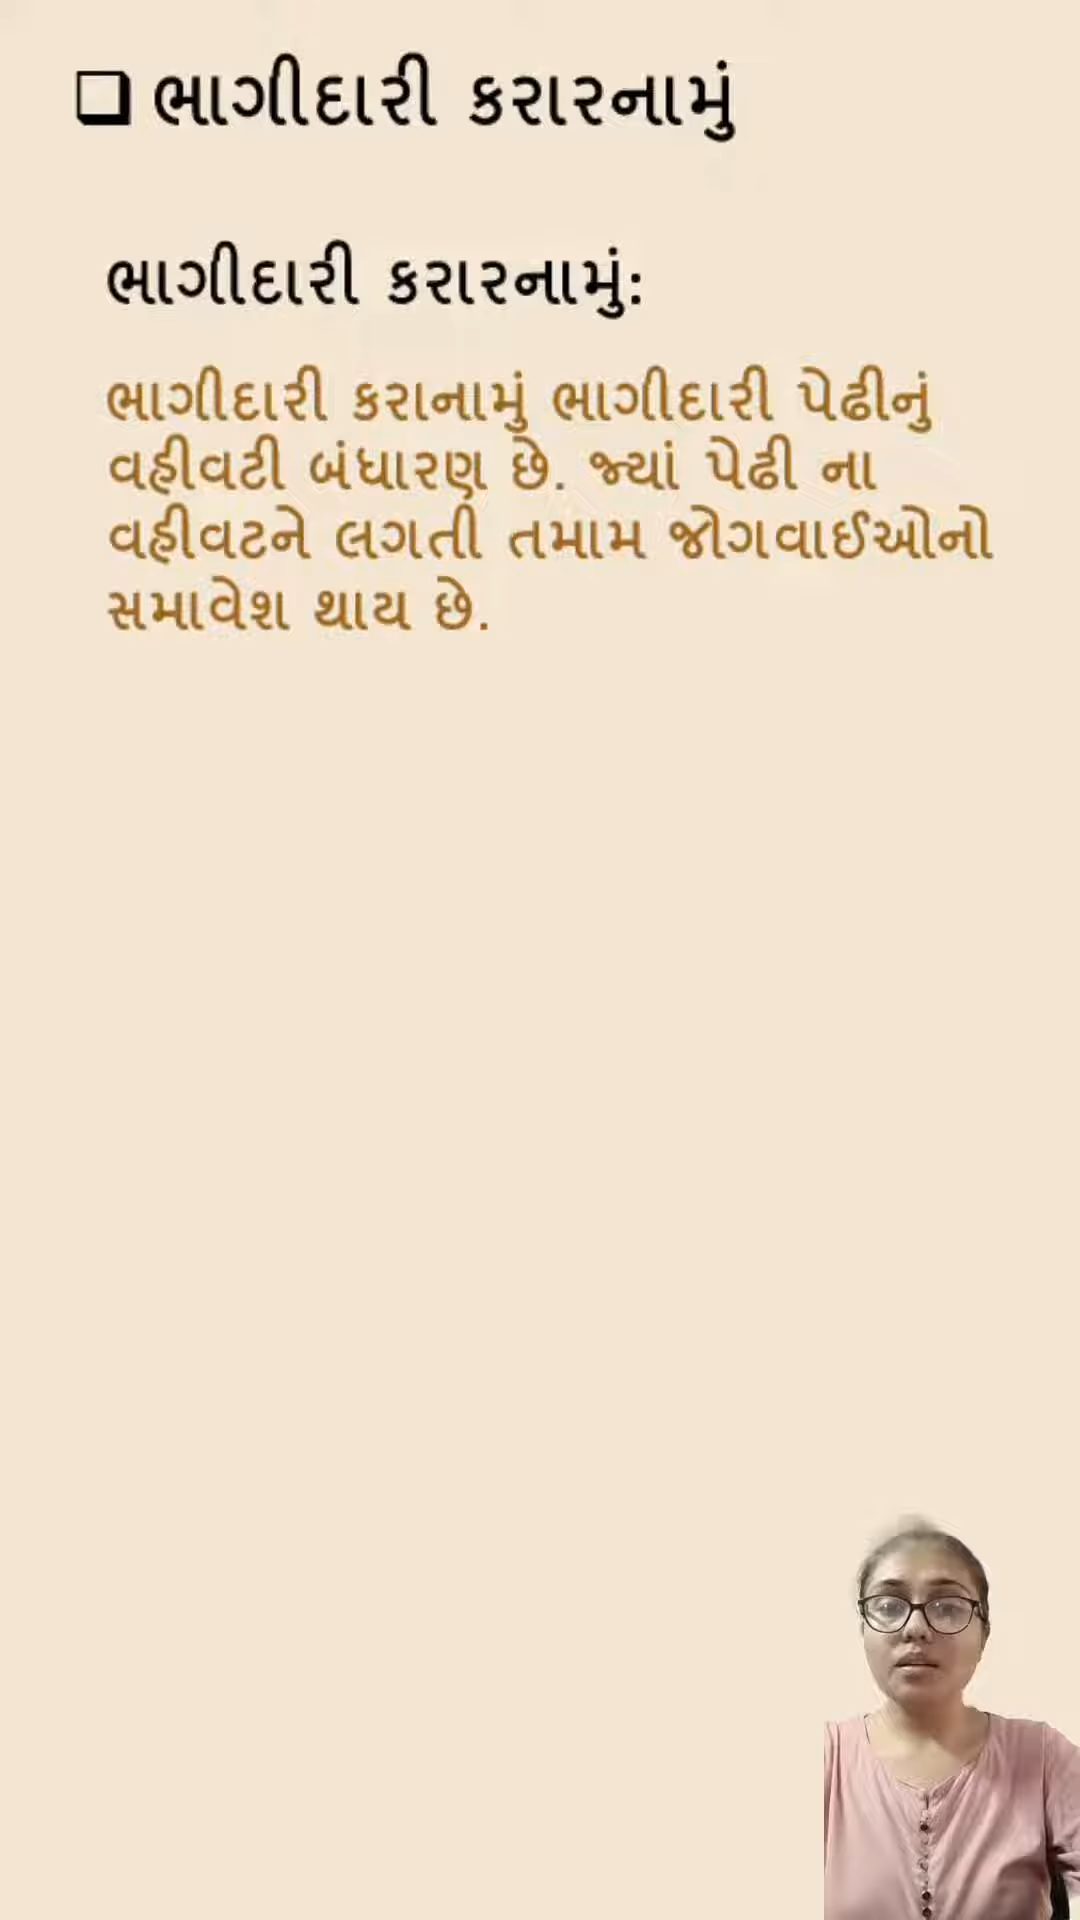 ❑ ભાગીદારી કરારનામું
ભાગીદારી કરારનામું:
ભાગીદારી કરાનામું ભાગીદારી પેઢીનું
વહીવટી બંધારણ છે. જ્યાં પેઢી ના
વહીવટને લગતી તમામ જોગવાઈઓનો
સમાવેશ થાય છે.